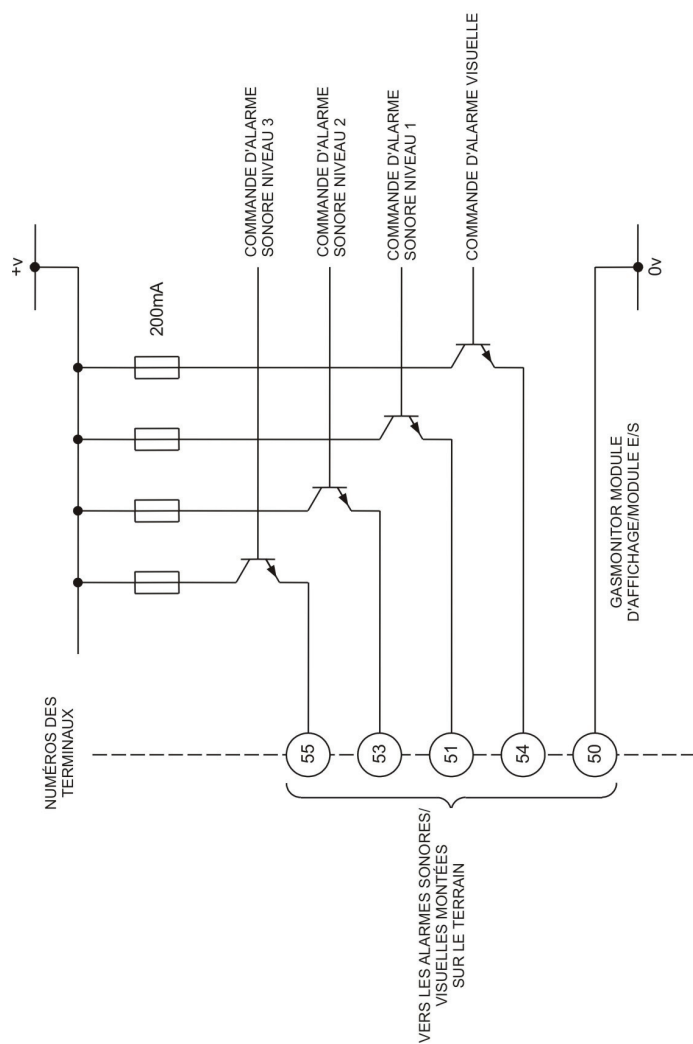 +v
200mA
COMMANDE D'ALARME
SONORE NIVEAU 3
COMMANDE D'ALARME
SONORE NIVEAU 2
COMMANDE D'ALARME
SONORE NIVEAU 1
COMMANDE D'ALARME VISUELLE
0v
GASMONITOR MODULE
D'AFFICHAGE/MODULE E/S
NUMÉROS DES
TERMINAUX
55
53
51
54
50
VERS LES ALARMES SONORES/
VISUELLES MONTÉES
SUR LE TERRAIN